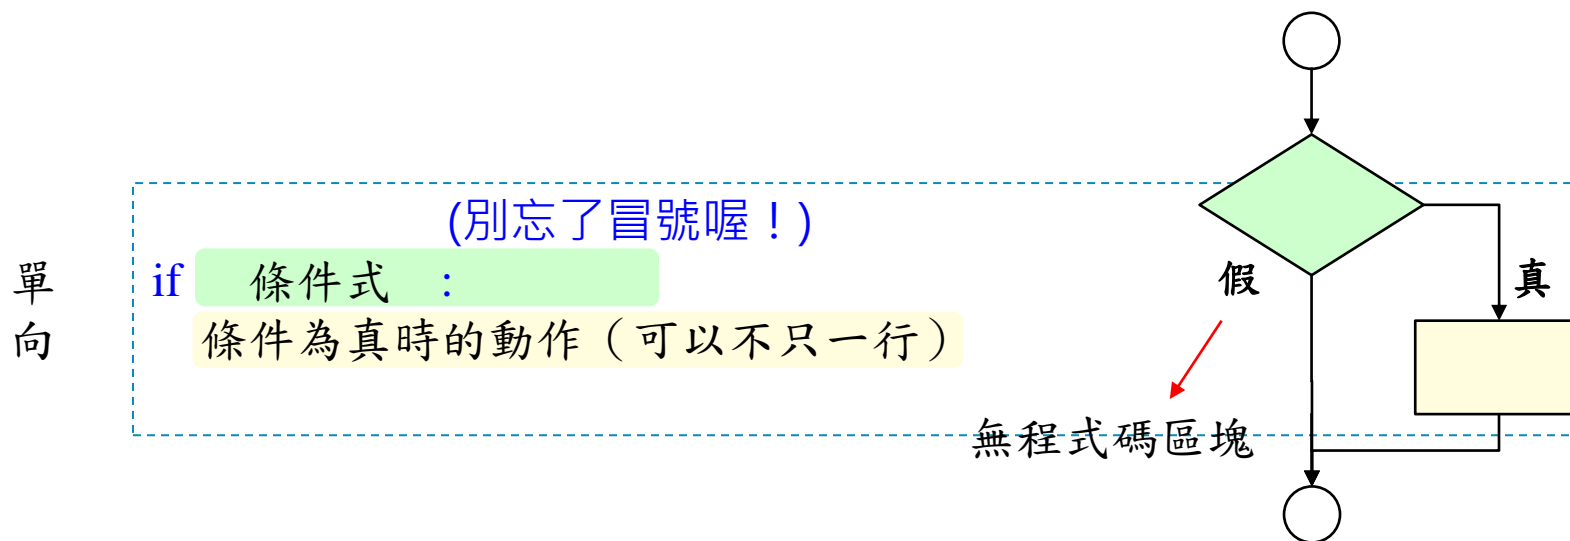 單向
(別忘了冒號喔！)
if 條件式 :
條件為真時的動作（可以不只一行）
假
真
無程式碼區塊